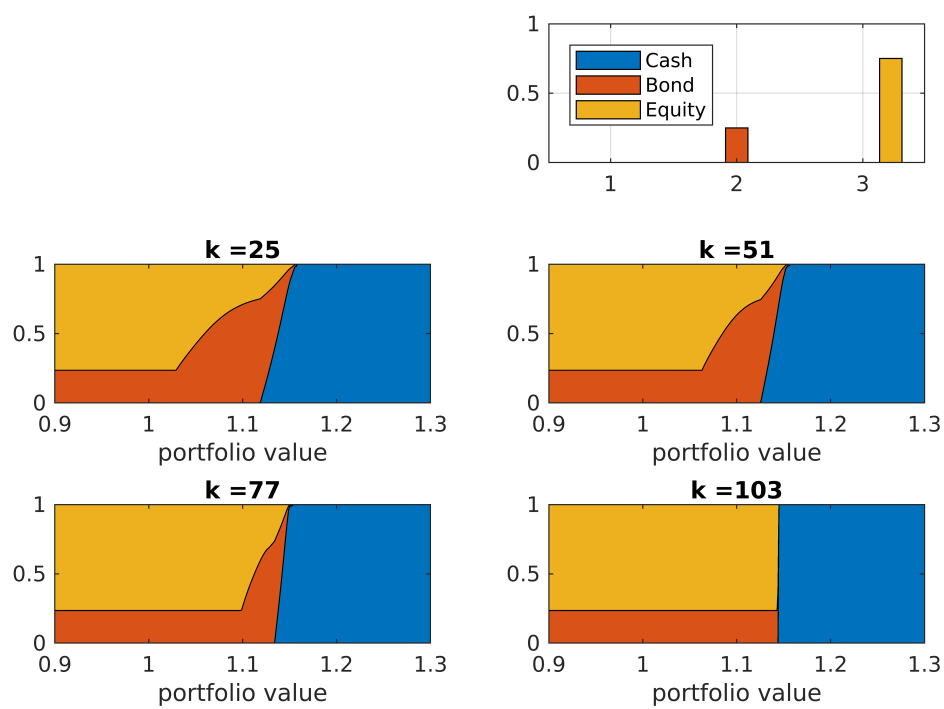 1
0.5
0
Cash
Bond
Equity
1 2 3
k =25
1
0.5
0
0.9 1 1.1 1.2 1.3
portfolio value
k =51
1
0.5
0
0.9 1 1.1 1.2 1.3
portfolio value
k =77
1
0.5
0
0.9 1 1.1 1.2 1.3
portfolio value
k =103
1
0.5
0
0.9 1 1.1 1.2 1.3
portfolio value